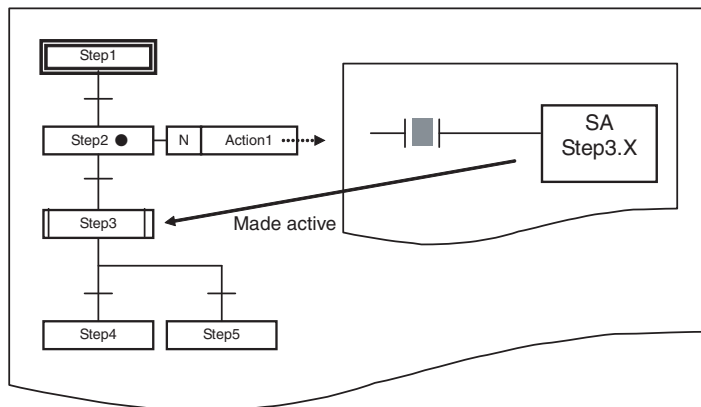 Step1
Step2
N
Action1
SA
Step3.X
Step3
Made active
Step4
Step5